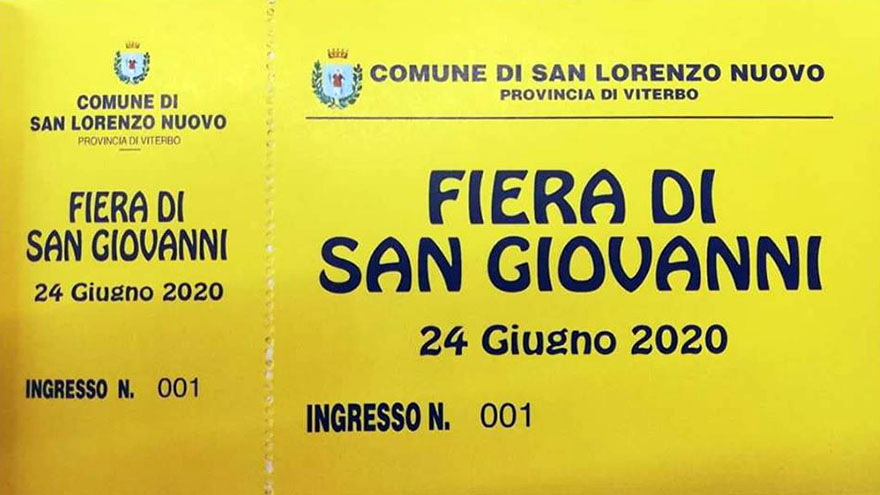 COMUNE DI
SAN LORENZO NUOVO
PROVINCIA DI VITERBO
FIERA DI
SAN GIOVANNI
24 Giugno 2020
INGRESSO N. 001
COMUNE DI SAN LORENZO NUOVO
PROVINCIA DI VITERBO
FIERA DI
SAN GIOVANNI
24 Giugno 2020
INGRESSO N. 001